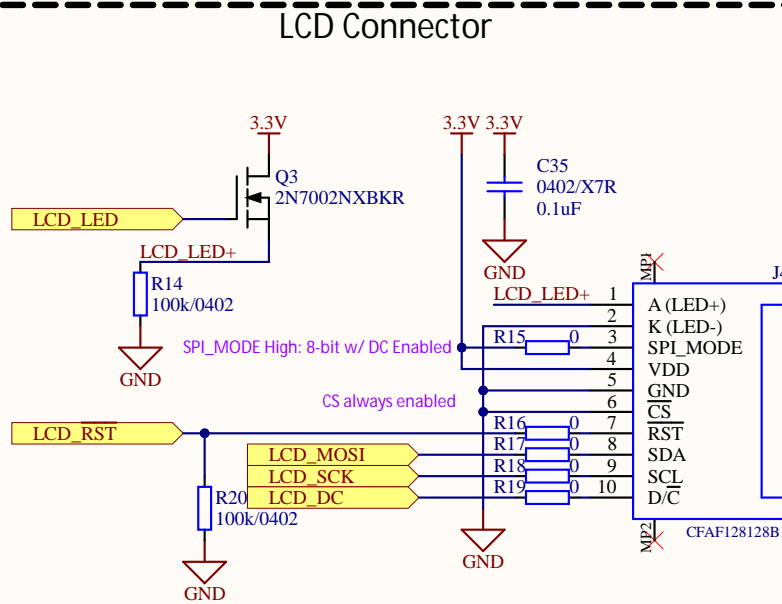 LCD Connector
3.3V
3.3V
3.3V
Q3
2N7002NXBKR
C35
0402/X7R
0.1uF
LCD_LED
LCD_LED+
R14
100k/0402
GND
GND
MP1
LCD_LED+
1
A (LED+)
2
K (LED-)
SPI_MODE High: 8-bit w/ DC Enabled
R15
0
3
SPI_MODE
4
VDD
5
GND
CS always enabled
6
CS
LCD_RST
R16
0
7
RST
LCD_MOSI
R17
0
8
SDA
LCD_SCK
R18
0
9
SCL
LCD_DC
R19
0
10
D/C
R20
100k/0402
MP2
CFAF128128B
GND
GND